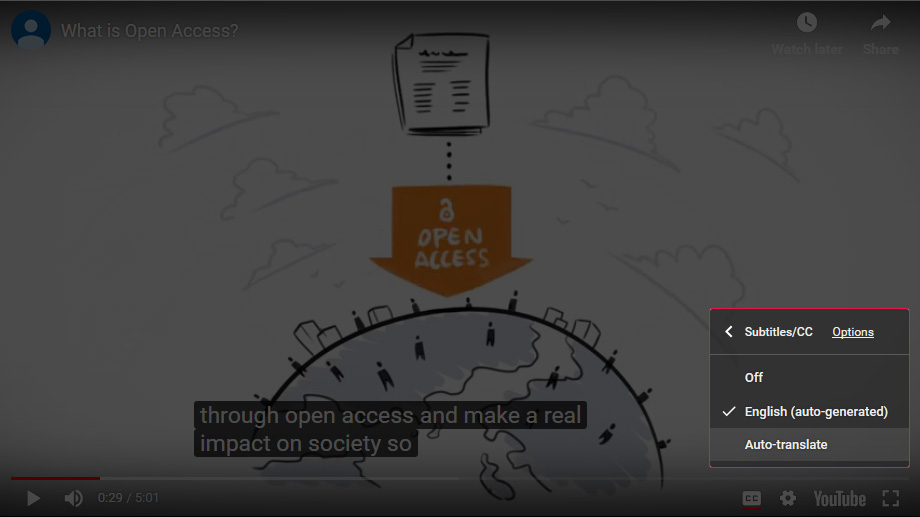 What is Open Access?
Watch later
Share
OPEN
ACCESS
Subtitles/CC Options
Off
English (auto-generated)
Auto-translate
through open access and make a real
impact on society so
0:29 / 5:01
CC
YouTube